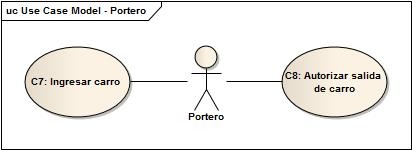 uc Use Case Model - Portero
C7: Ingresar carro
C8: Autorizar salida
de carro
Portero